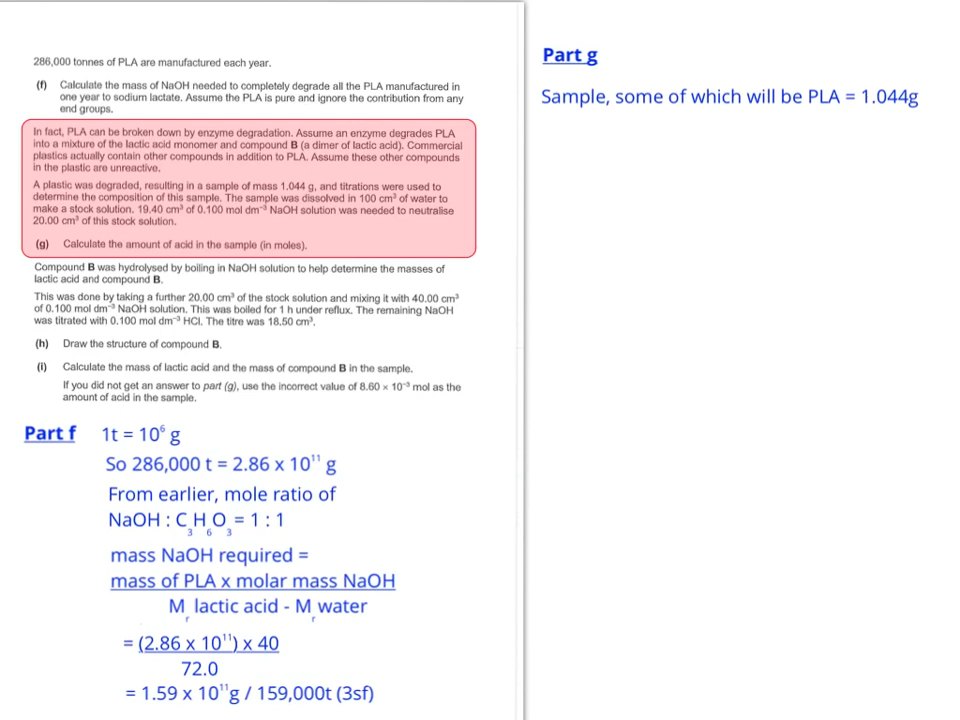 286,000 tonnes of PLA are manufactured each year.
(f) Calculate the mass of NaOH needed to completely degrade all the PLA manufactured in
one year to sodium lactate. Assume the PLA is pure and ignore the contribution from any
end groups.
In fact, PLA can be broken down by enzyme degradation. Assume an enzyme degrades PLA
into a mixture of the lactic acid monomer and compound B (a dimer of lactic acid). Commercial
plastics actually contain other compounds in addition to PLA. Assume these other compounds
in the plastic are unreactive.
A plastic was degraded, resulting in a sample of mass 1.044 g, and titrations were used to
determine the composition of this sample. The sample was dissolved in 100 cm³ of water to
make a stock solution. 19.40 cm³ of 0.100 mol dm⁻³ NaOH solution was needed to neutralise
20.00 cm³ of this stock solution.
(g) Calculate the amount of acid in the sample (in moles).
Compound B was hydrolysed by boiling in NaOH solution to help determine the masses of
lactic acid and compound B.
This was done by taking a further 20.00 cm³ of the stock solution and mixing it with 40.00 cm³
of 0.100 mol dm⁻³ NaOH solution. This was boiled for 1 h under reflux. The remaining NaOH
was titrated with 0.100 mol dm⁻³ HCl. The titre was 18.50 cm³.
(h) Draw the structure of compound B.
(i) Calculate the mass of lactic acid and the mass of compound B in the sample.
If you did not get an answer to part (g), use the incorrect value of 8.60 × 10⁻³ mol as the
amount of acid in the sample.
Part f 1t = 10⁶ g
So 286,000 t = 2.86 x 10¹¹ g
From earlier, mole ratio of
NaOH : C₃H₆O₃ = 1 : 1
mass NaOH required =
mass of PLA x molar mass NaOH
Mᵣ lactic acid - Mᵣ water
= (2.86 x 10¹¹) x 40
72.0
= 1.59 x 10¹¹g / 159,000t (3sf)
Part g
Sample, some of which will be PLA = 1.044g